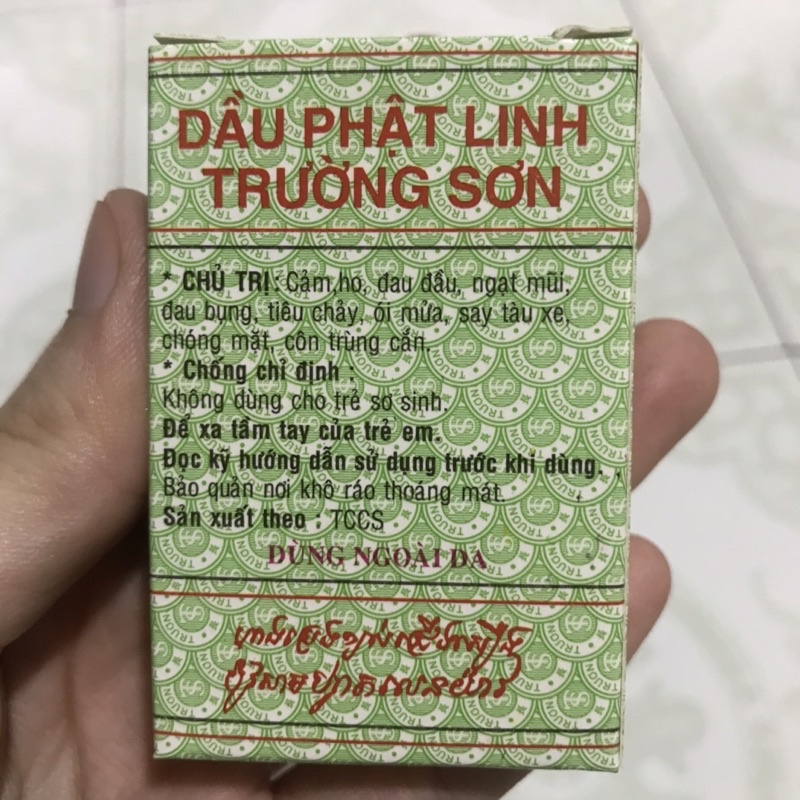 DẦU PHẬT LINH
TRƯỜNG SƠN
* CHỦ TRỊ: Cảm ho, đau đầu, ngạt mũi,
đau bụng, tiêu chảy, ói mửa, say tàu xe,
chóng mặt, côn trùng cắn.
* Chống chỉ định :
Không dùng cho trẻ sơ sinh.
Để xa tầm tay của trẻ em.
Đọc kỹ hướng dẫn sử dụng trước khi dùng.
Bảo quản nơi khô ráo thoáng mát.
Sản xuất theo : TCCS
DÙNG NGOÀI DA